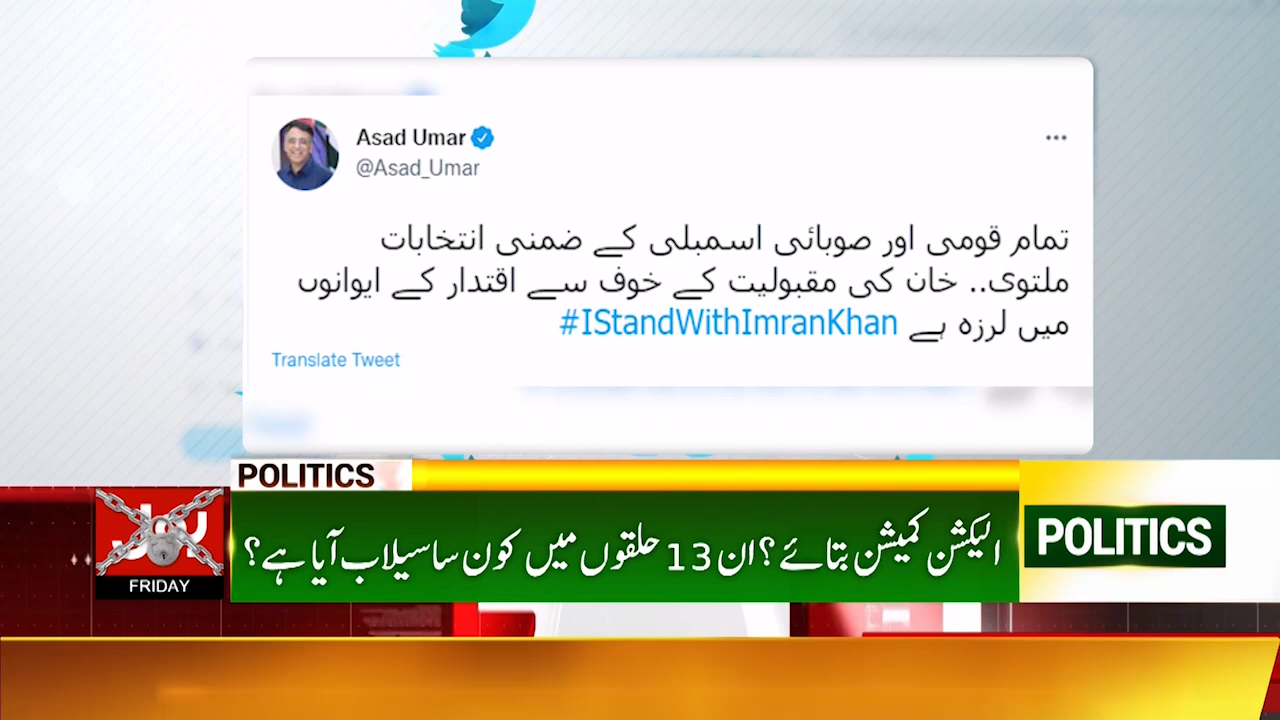 Asad Umar
@Asad_Umar
تمام قومی اور صوبائی اسمبلی کے ضمنی انتخابات
ملتوی.. خان کی مقبولیت کے خوف سے اقتدار کے ایوانوں
میں لرزہ ہے #IStandWithImranKhan
Translate Tweet
POLITICS
الیکشن کمیشن بتائے؟ ان 13 حلقوں میں کون سا سیلاب آیا ہے؟
POLITICS
FRIDAY